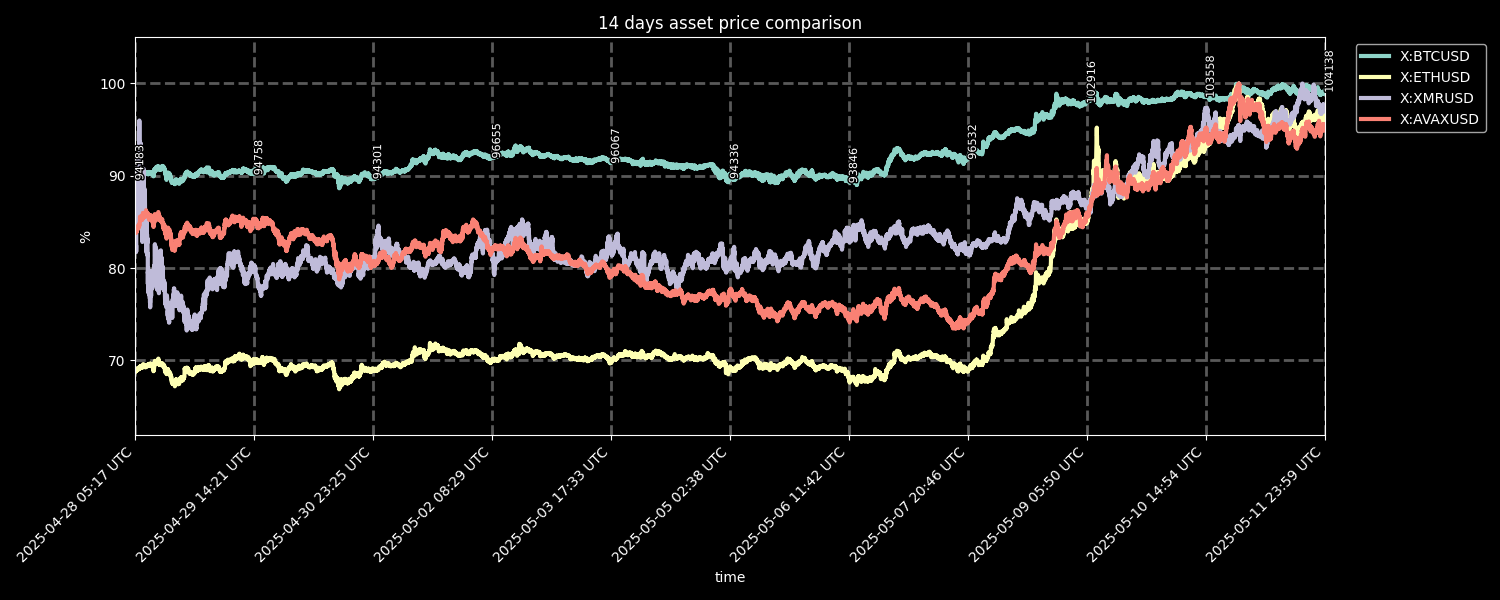 14 days asset price comparison
X:BTCUSD
X:ETHUSD
X:XMRUSD
X:AVAXUSD
100
90
80
70
%
94758
94301
96655
96067
94336
93846
96532
102916
103558
104138
2025-04-28 05:17 UTC
2025-04-29 14:21 UTC
2025-04-30 23:25 UTC
2025-05-02 08:29 UTC
2025-05-03 17:33 UTC
2025-05-05 02:38 UTC
2025-05-06 11:42 UTC
2025-05-07 20:46 UTC
2025-05-09 05:50 UTC
2025-05-10 14:54 UTC
2025-05-11 23:59 UTC
time